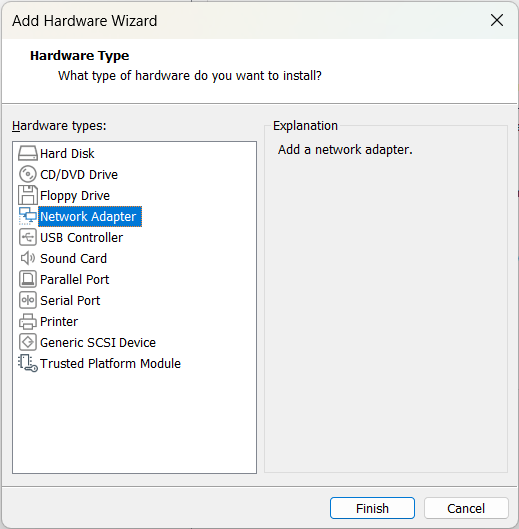 Add Hardware Wizard
Hardware Type
What type of hardware do you want to install?
Hardware types:
Explanation
Hard Disk
CD/DVD Drive
Floppy Drive
Network Adapter
USB Controller
Sound Card
Parallel Port
Serial Port
Printer
Generic SCSI Device
Trusted Platform Module
Add a network adapter.
Finish
Cancel